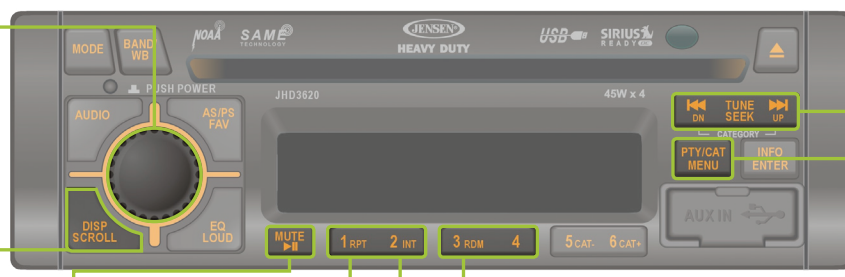 MODE
BAND/
WB
NOAA
SAME
TECHNOLOGY
JENSEN®
HEAVY DUTY
USB
SIRIUS
READY
PUSH POWER
JHD3620
45W x 4
AUDIO
AS/PS
FAV
DISP
SCROLL
EQ
LOUD
TUNE
SEEK
DN
UP
CATEGORY
PTY/CAT
MENU
INFO
ENTER
AUX IN
MUTE
1 RPT
2 INT
3 RDM
4
5 CAT-
6 CAT+